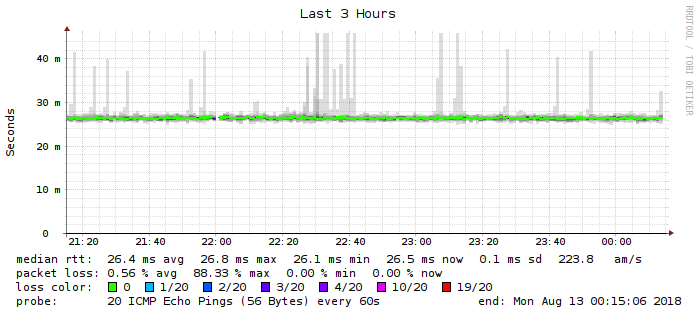 Last 3 Hours
RRDTOOL / TOBI OETIKER
Seconds
40 m
30 m
20 m
10 m
0
21:20 21:40 22:00 22:20 22:40 23:00 23:20 23:40 00:00
median rtt: 26.4 ms avg 26.8 ms max 26.1 ms min 26.5 ms now 0.1 ms sd 223.8 am/s
packet loss: 0.56 % avg 88.33 % max 0.00 % min 0.00 % now
loss color: 0 1/20 2/20 3/20 4/20 10/20 19/20
probe: 20 ICMP Echo Pings (56 Bytes) every 60s end: Mon Aug 13 00:15:06 2018